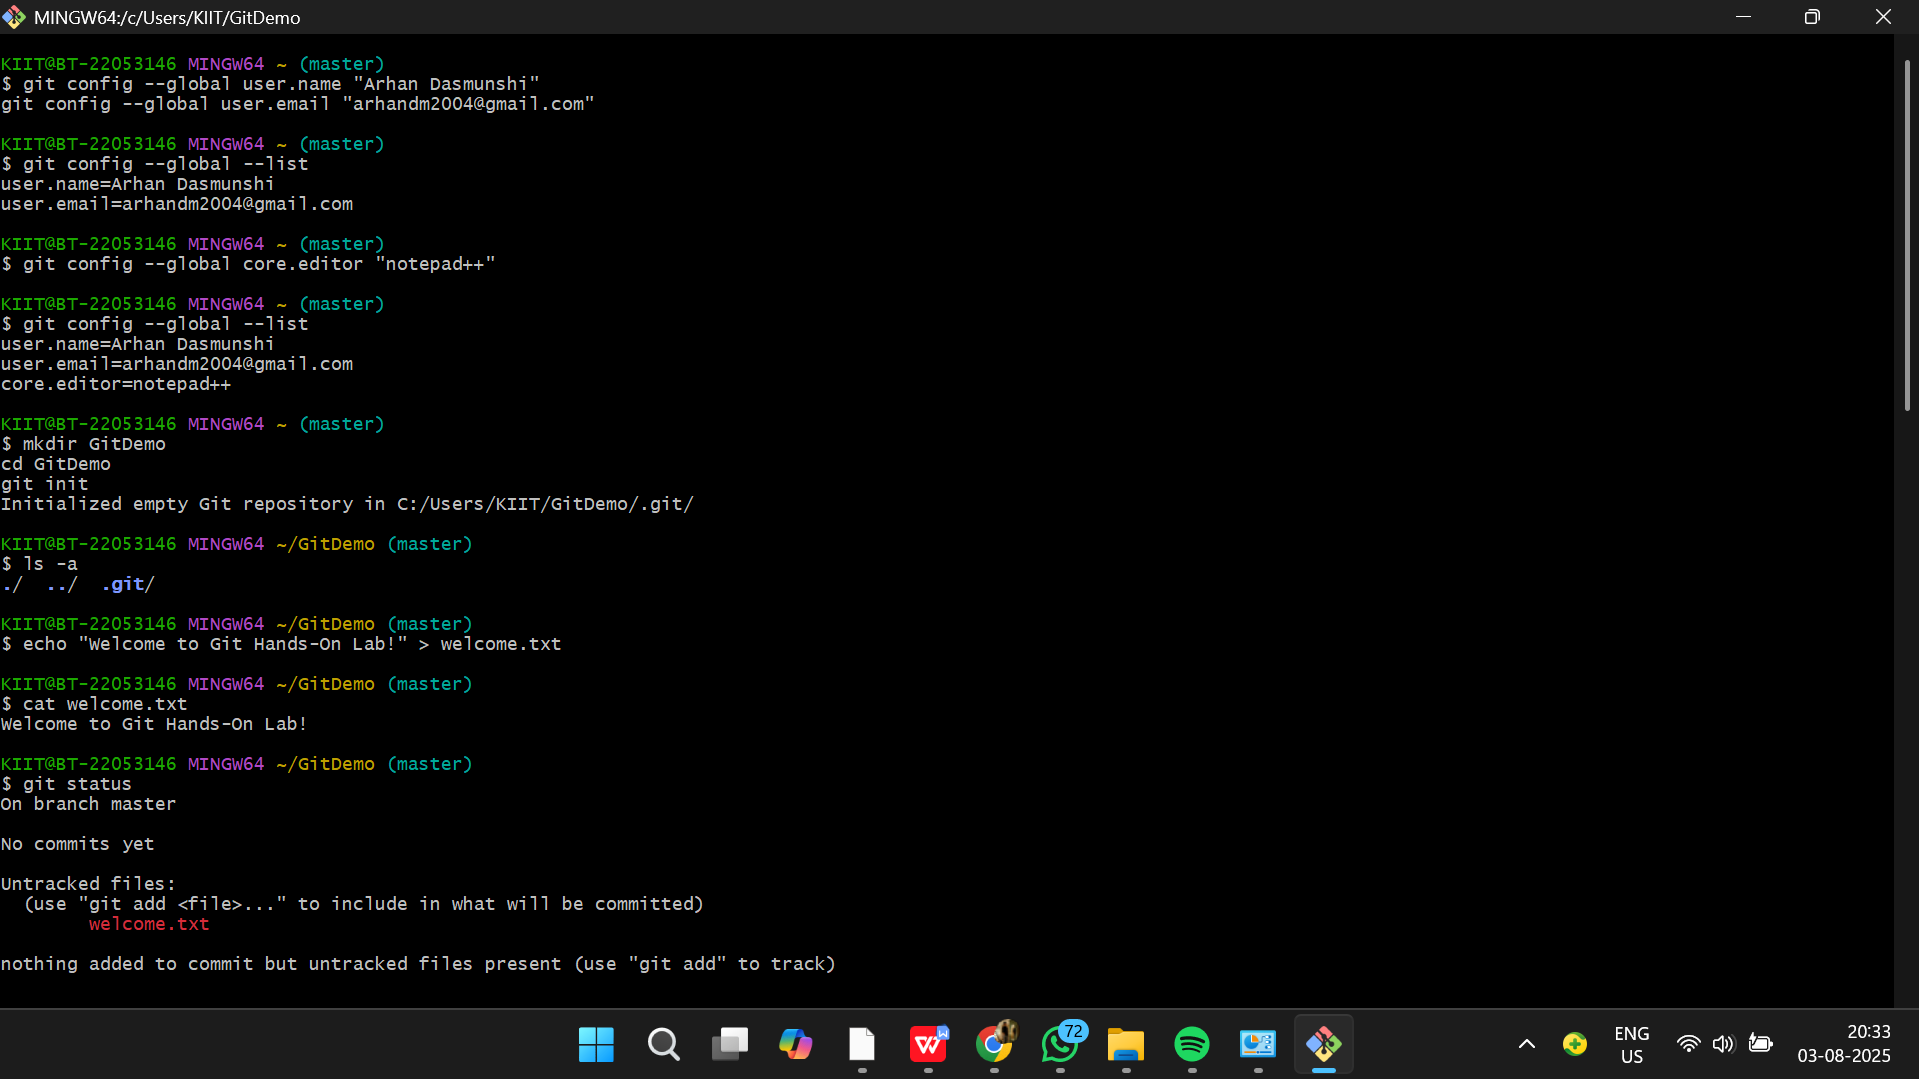 MINGW64:/c/Users/KIIT/GitDemo
KIIT@BT-22053146 MINGW64 ~ (master)
$ git config --global user.name "Arhan Dasmunshi"
git config --global user.email "arhandm2004@gmail.com"
KIIT@BT-22053146 MINGW64 ~ (master)
$ git config --global --list
user.name=Arhan Dasmunshi
user.email=arhandm2004@gmail.com
KIIT@BT-22053146 MINGW64 ~ (master)
$ git config --global core.editor "notepad++"
KIIT@BT-22053146 MINGW64 ~ (master)
$ git config --global --list
user.name=Arhan Dasmunshi
user.email=arhandm2004@gmail.com
core.editor=notepad++
KIIT@BT-22053146 MINGW64 ~ (master)
$ mkdir GitDemo
cd GitDemo
git init
Initialized empty Git repository in C:/Users/KIIT/GitDemo/.git/
KIIT@BT-22053146 MINGW64 ~/GitDemo (master)
$ ls -a
./  ../  .git/
KIIT@BT-22053146 MINGW64 ~/GitDemo (master)
$ echo "Welcome to Git Hands-On Lab!" > welcome.txt
KIIT@BT-22053146 MINGW64 ~/GitDemo (master)
$ cat welcome.txt
Welcome to Git Hands-On Lab!
KIIT@BT-22053146 MINGW64 ~/GitDemo (master)
$ git status
On branch master
No commits yet
Untracked files:
  (use "git add <file>..." to include in what will be committed)
        welcome.txt
nothing added to commit but untracked files present (use "git add" to track)
72
ENG
US
20:33
03-08-2025